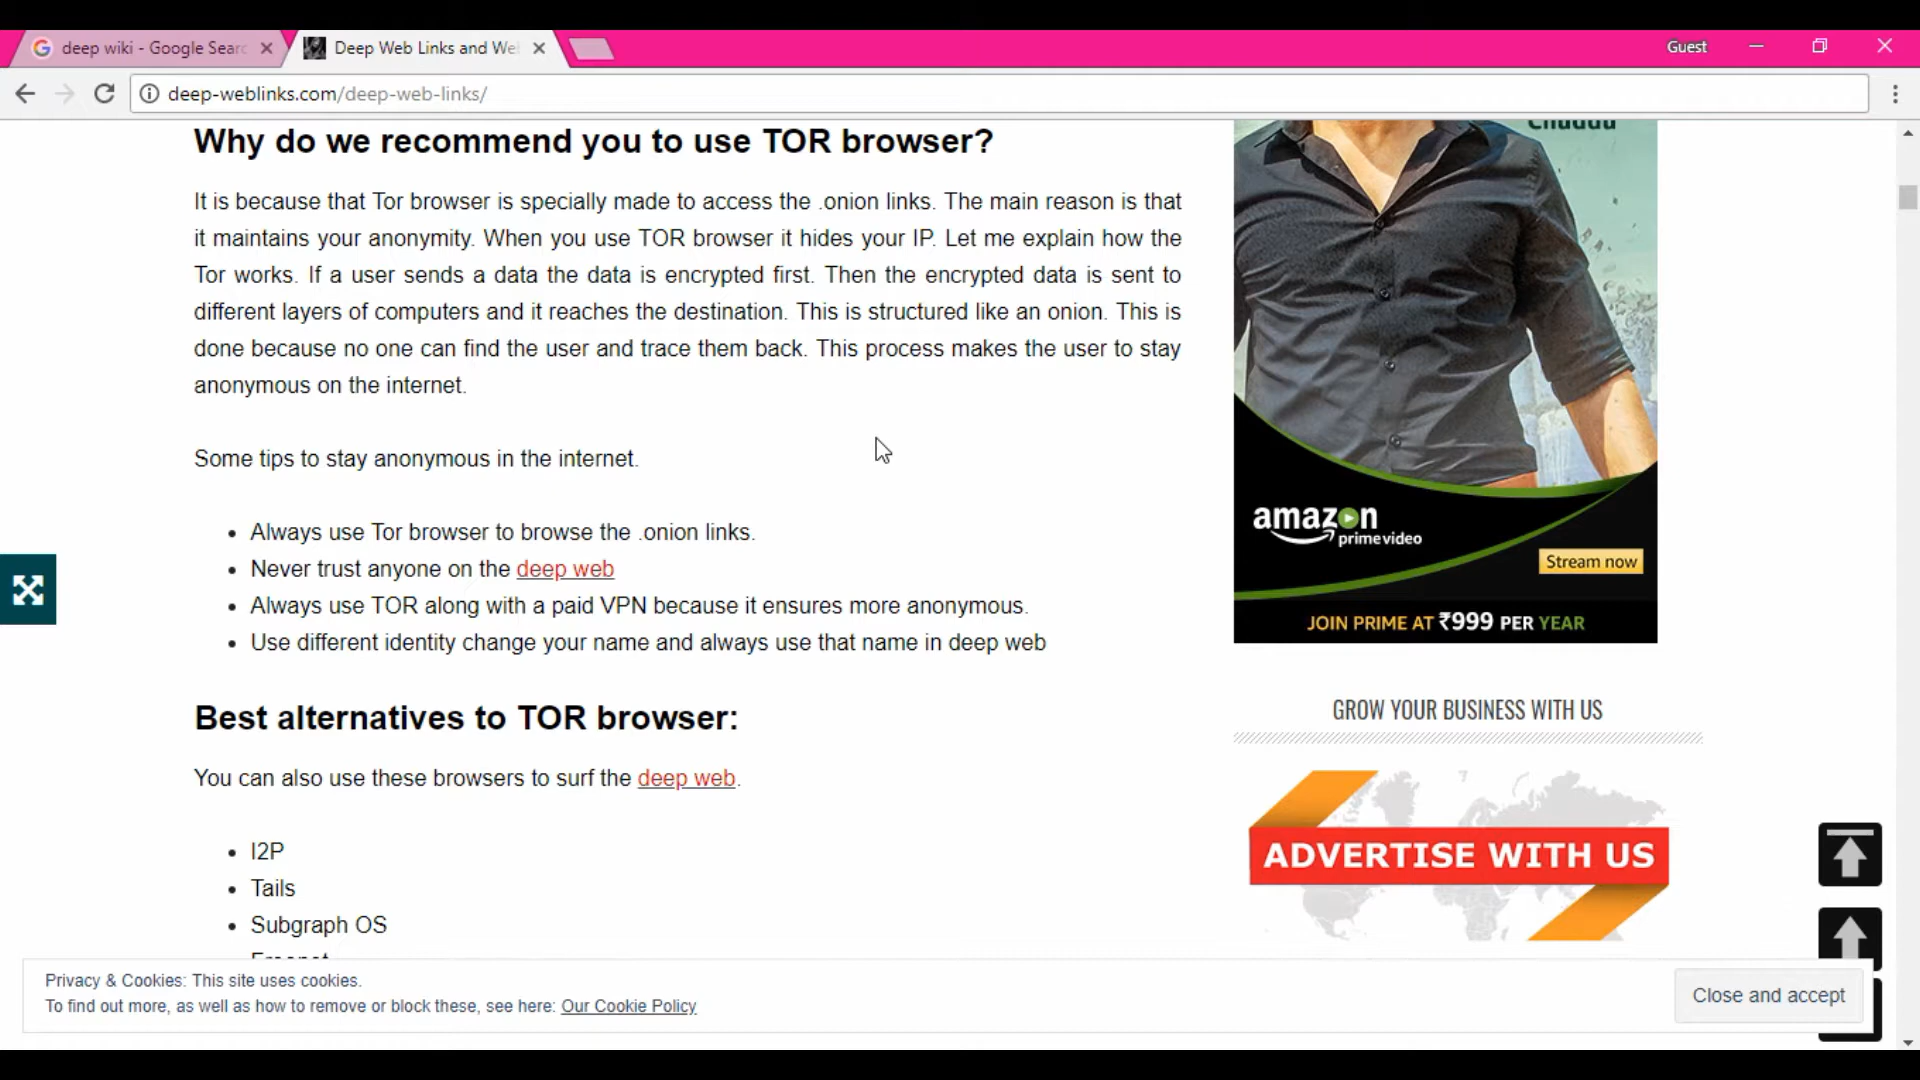 deep wiki - Google Searc
Deep Web Links and We
Guest
deep-weblinks.com/deep-web-links/
Why do we recommend you to use TOR browser?
It is because that Tor browser is specially made to access the .onion links. The main reason is that
it maintains your anonymity. When you use TOR browser it hides your IP. Let me explain how the
Tor works. If a user sends a data the data is encrypted first. Then the encrypted data is sent to
different layers of computers and it reaches the destination. This is structured like an onion. This is
done because no one can find the user and trace them back. This process makes the user to stay
anonymous on the internet.
Some tips to stay anonymous in the internet.
Always use Tor browser to browse the .onion links.
Never trust anyone on the deep web
Always use TOR along with a paid VPN because it ensures more anonymous.
Use different identity change your name and always use that name in deep web
Best alternatives to TOR browser:
You can also use these browsers to surf the deep web.
I2P
Tails
Subgraph OS
amazon
prime video
Stream now
JOIN PRIME AT ₹999 PER YEAR
GROW YOUR BUSINESS WITH US
ADVERTISE WITH US
Privacy & Cookies: This site uses cookies.
To find out more, as well as how to remove or block these, see here: Our Cookie Policy
Close and accept